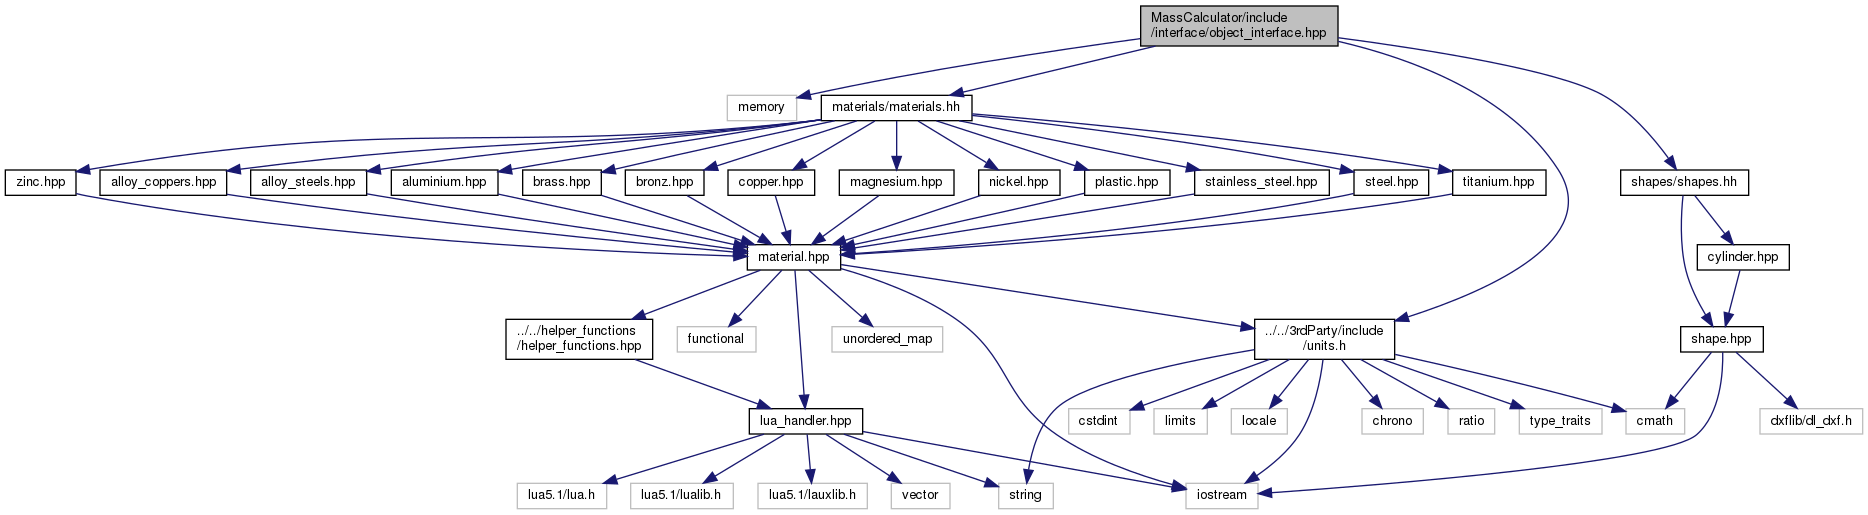 MassCalculator/include
/interface/object_interface.hpp
memory
materials/materials.hh
zinc.hpp
alloy_coppers.hpp
alloy_steels.hpp
aluminium.hpp
brass.hpp
bronz.hpp
copper.hpp
magnesium.hpp
nickel.hpp
plastic.hpp
stainless_steel.hpp
steel.hpp
titanium.hpp
shapes/shapes.hh
material.hpp
cylinder.hpp
../../helper_functions
/helper_functions.hpp
functional
unordered_map
../../3rdParty/include
/units.h
shape.hpp
lua_handler.hpp
cstdint
limits
locale
chrono
ratio
type_traits
cmath
dxflib/dl_dxf.h
lua5.1/lua.h
lua5.1/lualib.h
lua5.1/lauxlib.h
vector
string
iostream